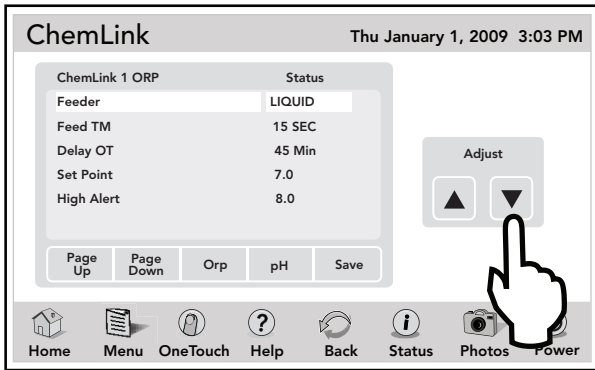 ChemLink
Thu January 1, 2009 3:03 PM
ChemLink 1 ORP Status
Feeder LIQUID
Feed TM 15 SEC
Delay OT 45 Min
Set Point 7.0
High Alert 8.0
Adjust
Page Up
Page Down
Orp
pH
Save
Home Menu OneTouch Help Back Status Photos Power